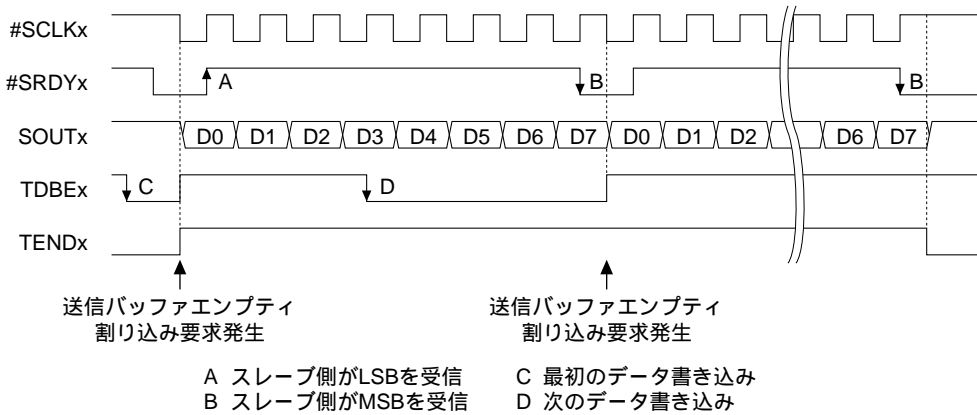 #SCLKx
#SRDYx A B B
SOUTx D0 D1 D2 D3 D4 D5 D6 D7 D0 D1 D2 D6 D7
TDBEx C D
TENDx
送信バッファエンプティ 送信バッファエンプティ
割り込み要求発生 割り込み要求発生
A スレーブ側がLSBを受信 C 最初のデータ書き込み
B スレーブ側がMSBを受信 D 次のデータ書き込み